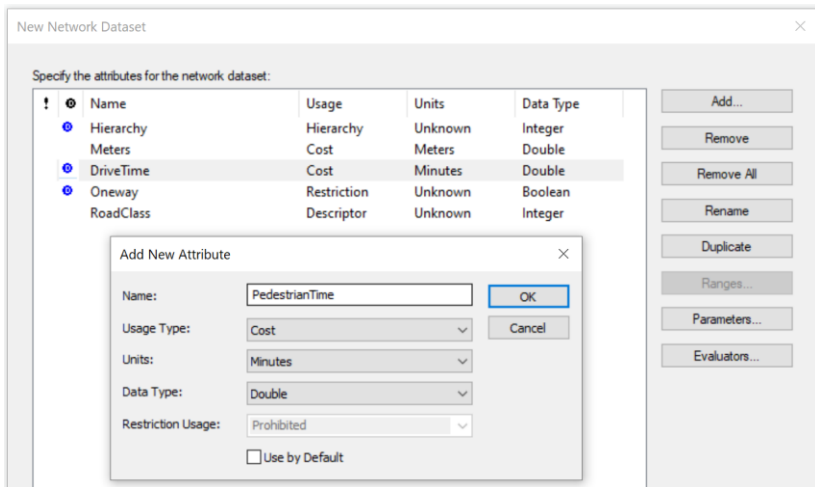 New Network Dataset
Specify the attributes for the network dataset:
! Name Usage Units Data Type
Hierarchy Hierarchy Unknown Integer
Meters Cost Meters Double
DriveTime Cost Minutes Double
Oneway Restriction Unknown Boolean
RoadClass Descriptor Unknown Integer
Add...
Remove
Remove All
Rename
Duplicate
Ranges...
Parameters...
Evaluators...
Add New Attribute
Name: PedestrianTime
OK
Usage Type: Cost
Cancel
Units: Minutes
Data Type: Double
Restriction Usage: Prohibited
Use by Default